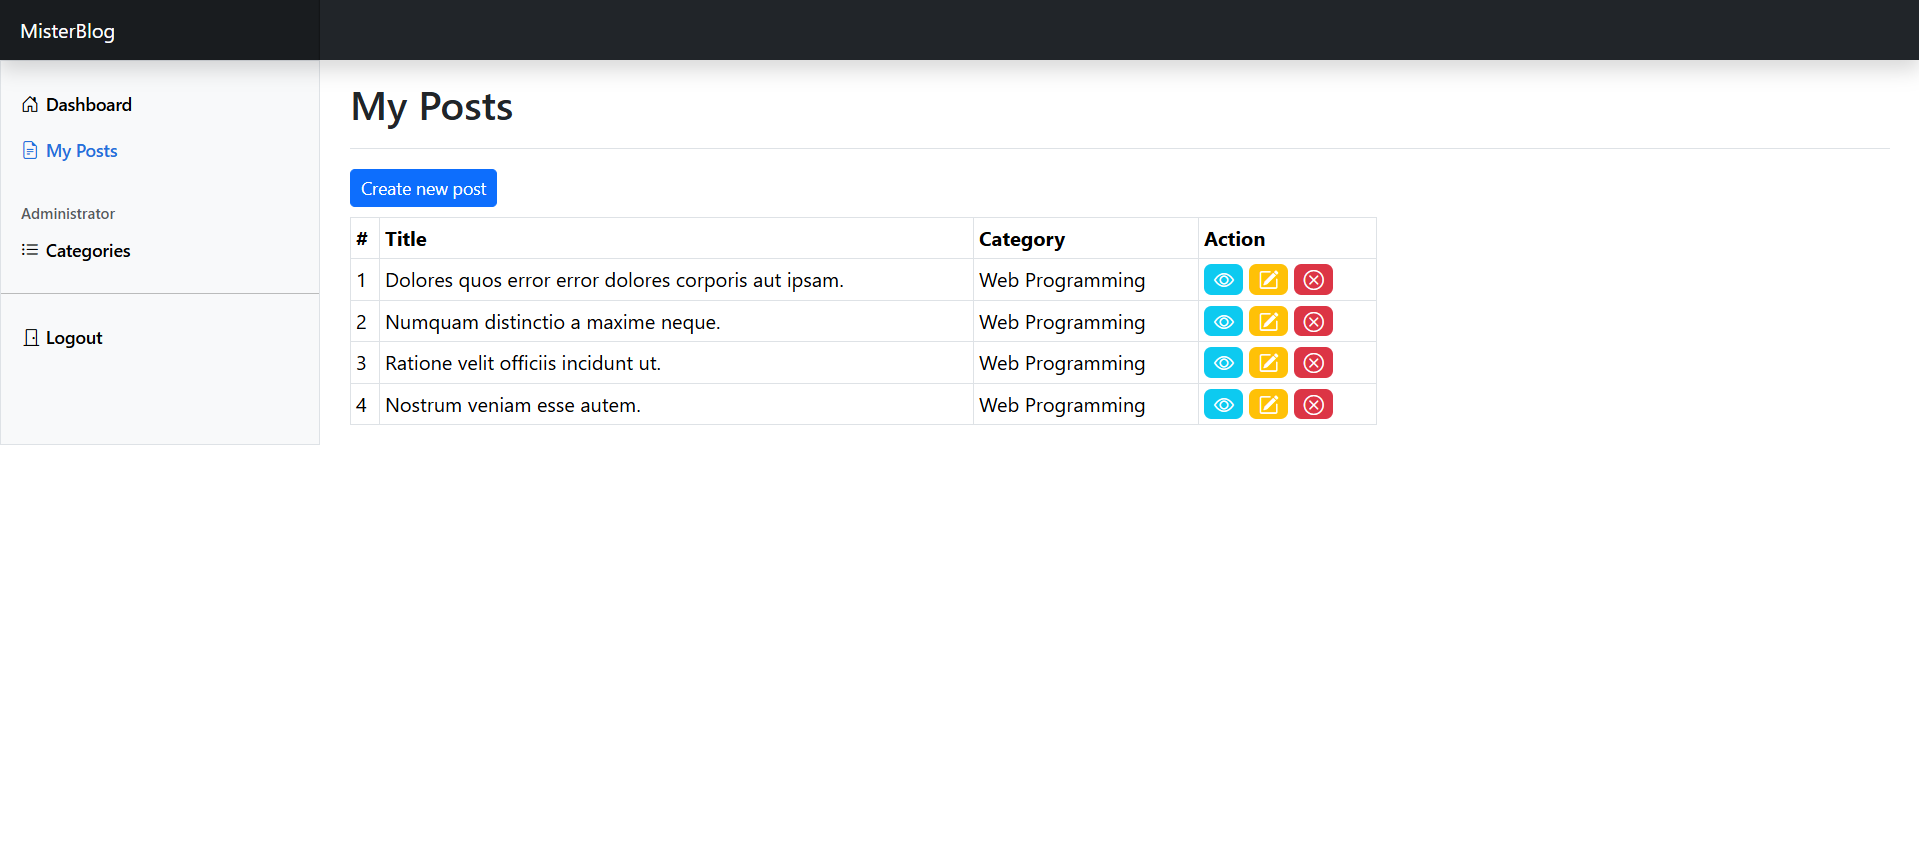 MisterBlog
Dashboard
My Posts
Administrator
Categories
Logout
My Posts
Create new post
# Title Category Action
1 Dolores quos error error dolores corporis aut ipsam. Web Programming
2 Numquam distinctio a maxime neque. Web Programming
3 Ratione velit officiis incidunt ut. Web Programming
4 Nostrum veniam esse autem. Web Programming